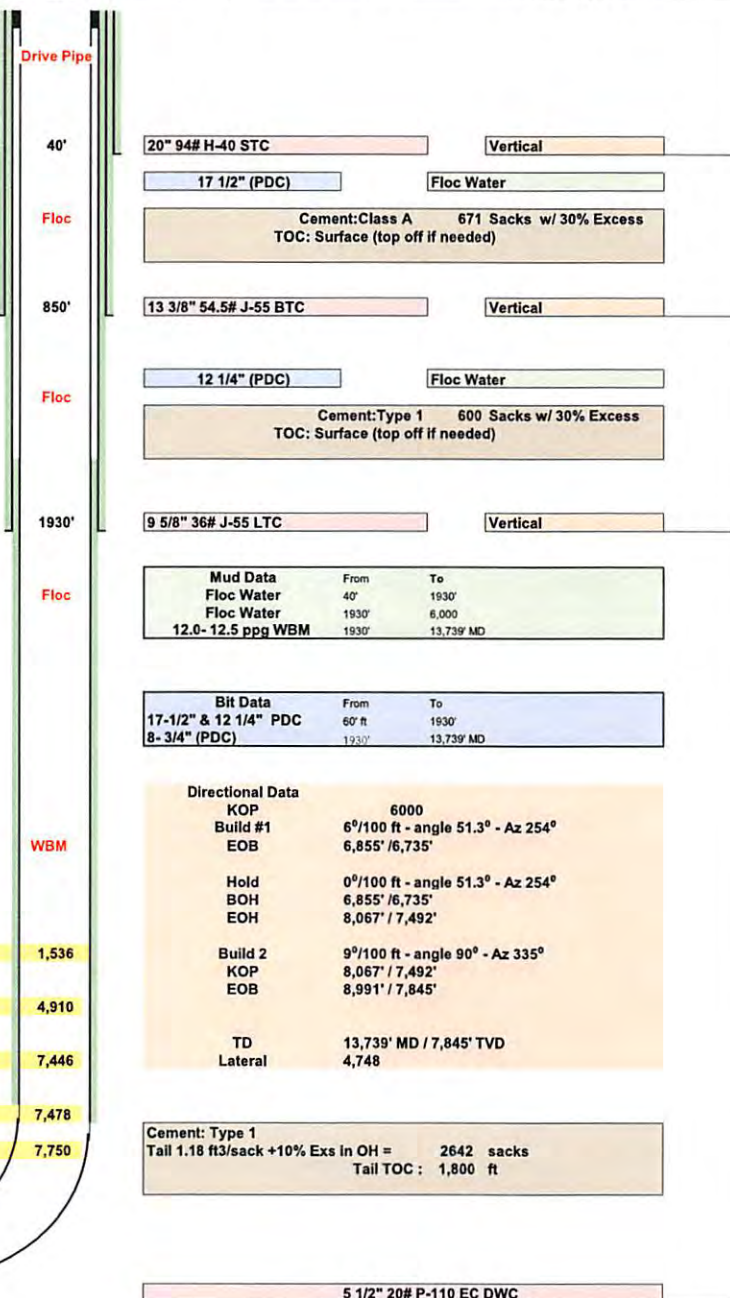 Drive Pipe
40' 20" 94# H-40 STC Vertical
17 1/2" (PDC) Floc Water
Floc Cement:Class A 671 Sacks w/ 30% Excess
TOC: Surface (top off if needed)
850' 13 3/8" 54.5# J-55 BTC Vertical
12 1/4" (PDC) Floc Water
Floc
Cement:Type 1 600 Sacks w/ 30% Excess
TOC: Surface (top off if needed)
1930' 9 5/8" 36# J-55 LTC Vertical
Mud Data From To
Floc Floc Water 40' 1930'
Floc Water 1930' 6,000
12.0- 12.5 ppg WBM 1930' 13,739' MD
Bit Data From To
17-1/2" & 12 1/4" PDC 60' ft 1930'
8- 3/4" (PDC) 1930' 13,739' MD
Directional Data
KOP 6000
Build #1 6⁰/100 ft - angle 51.3⁰ - Az 254⁰
WBM EOB 6,855' /6,735'
Hold 0⁰/100 ft - angle 51.3⁰ - Az 254⁰
BOH 6,855' /6,735'
EOH 8,067' / 7,492'
1,536 Build 2 9⁰/100 ft - angle 90⁰ - Az 335⁰
KOP 8,067' / 7,492'
4,910 EOB 8,991' / 7,845'
TD 13,739' MD / 7,845' TVD
7,446 Lateral 4,748
7,478
Cement: Type 1
7,750 Tail 1.18 ft3/sack +10% Exs in OH = 2642 sacks
Tail TOC : 1,800 ft
5 1/2" 20# P-110 EC DWC